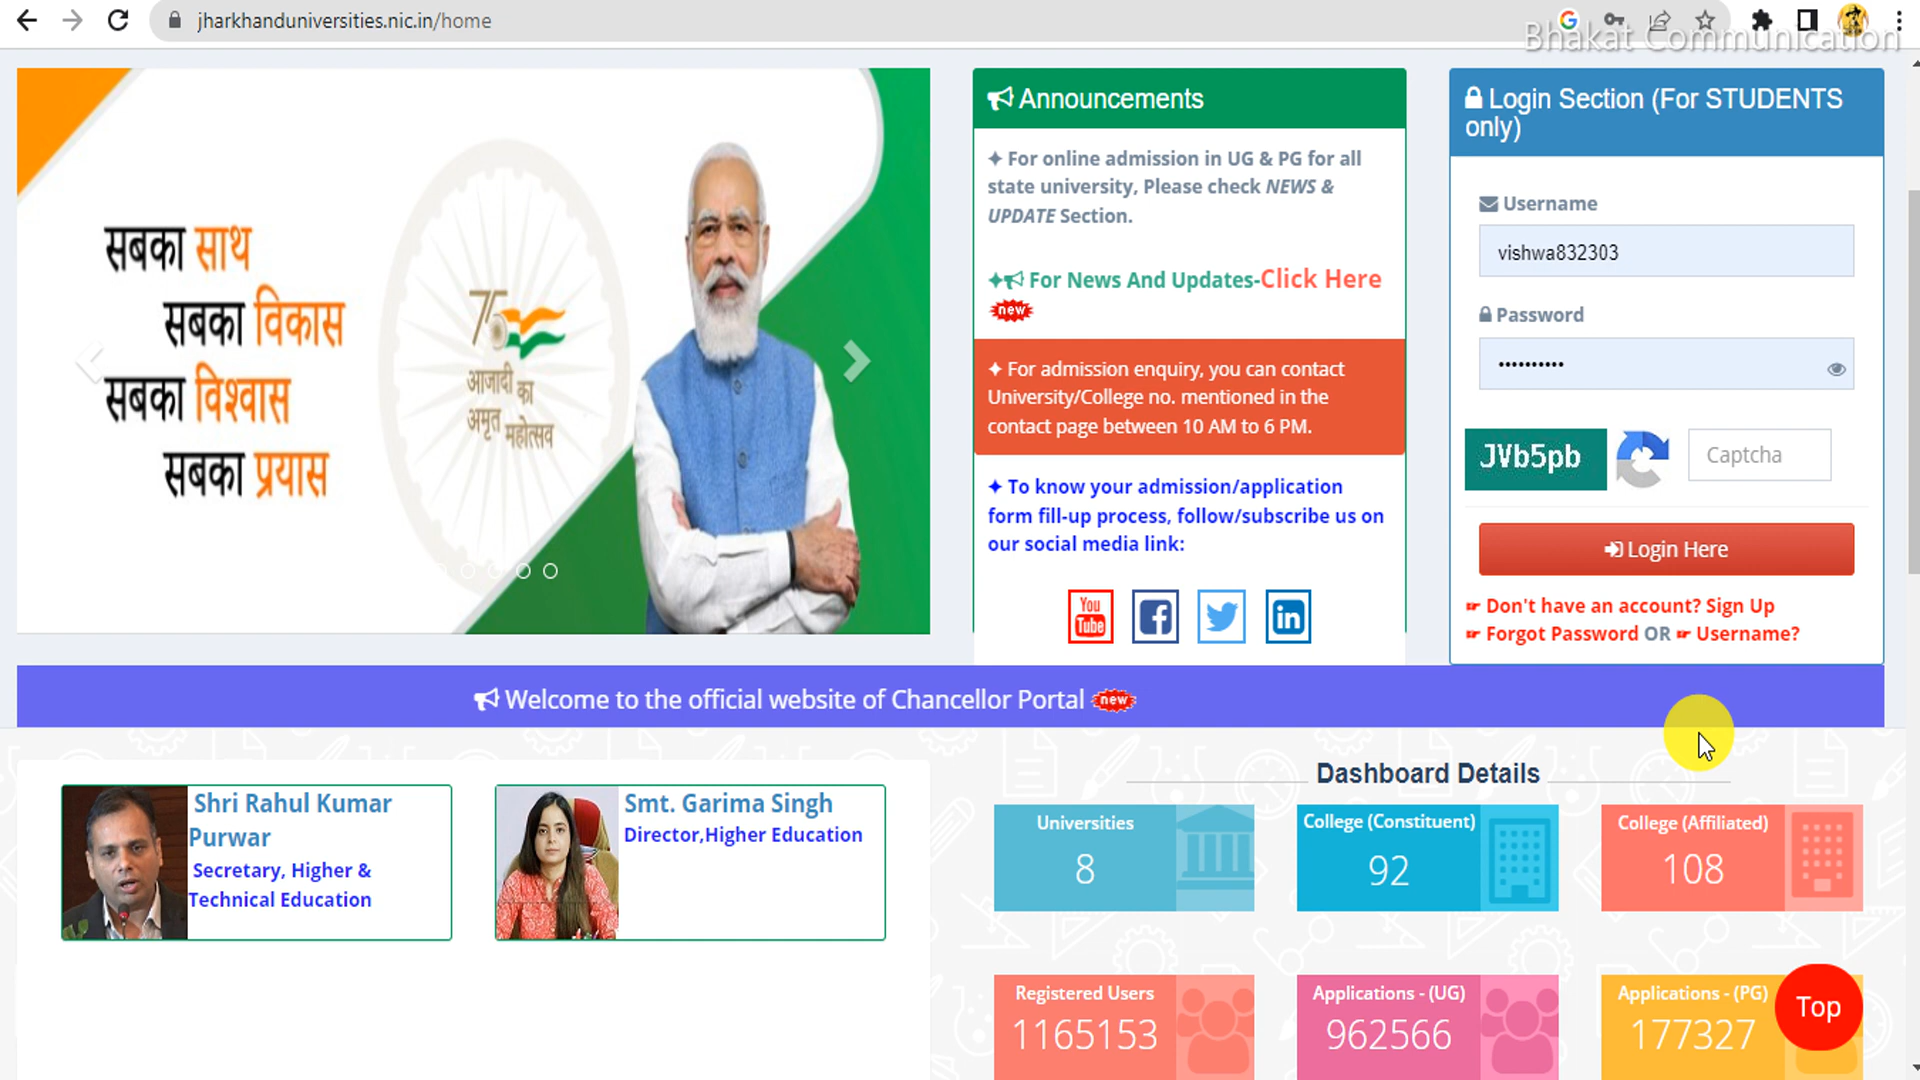 jharkhanduniversities.nic.in/home
Bhakat Communication
सबका साथ
सबका विकास
सबका विश्वास
सबका प्रयास
75
आजादी का
अमृत महोत्सव
Announcements
✦ For online admission in UG & PG for all
state university, Please check NEWS &
UPDATE Section.
✦ For News And Updates-Click Here
new
✦ For admission enquiry, you can contact
University/College no. mentioned in the
contact page between 10 AM to 6 PM.
✦ To know your admission/application
form fill-up process, follow/subscribe us on
our social media link:
You
Tube
Login Section (For STUDENTS
only)
Username
vishwa832303
Password
••••••••••
JVb5pb
Captcha
Login Here
Don't have an account? Sign Up
Forgot Password OR Username?
Welcome to the official website of Chancellor Portal new
Shri Rahul Kumar
Purwar
Secretary, Higher &
Technical Education
Smt. Garima Singh
Director,Higher Education
Dashboard Details
Universities
8
College (Constituent)
92
College (Affiliated)
108
Registered Users
1165153
Applications - (UG)
962566
Applications - (PG)
177327
Top